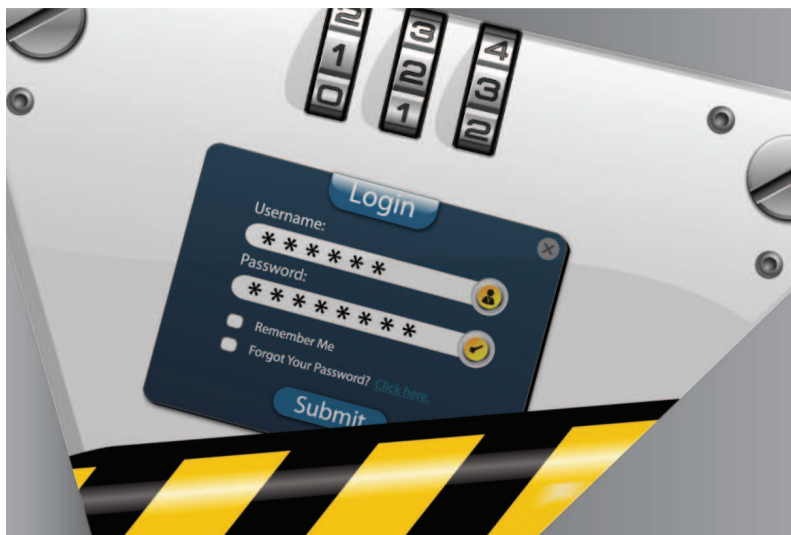 2 3 4
1 2 3
0 1 2
Login
Username:
******
Password:
********
Remember Me
Forgot Your Password? Click here.
Submit